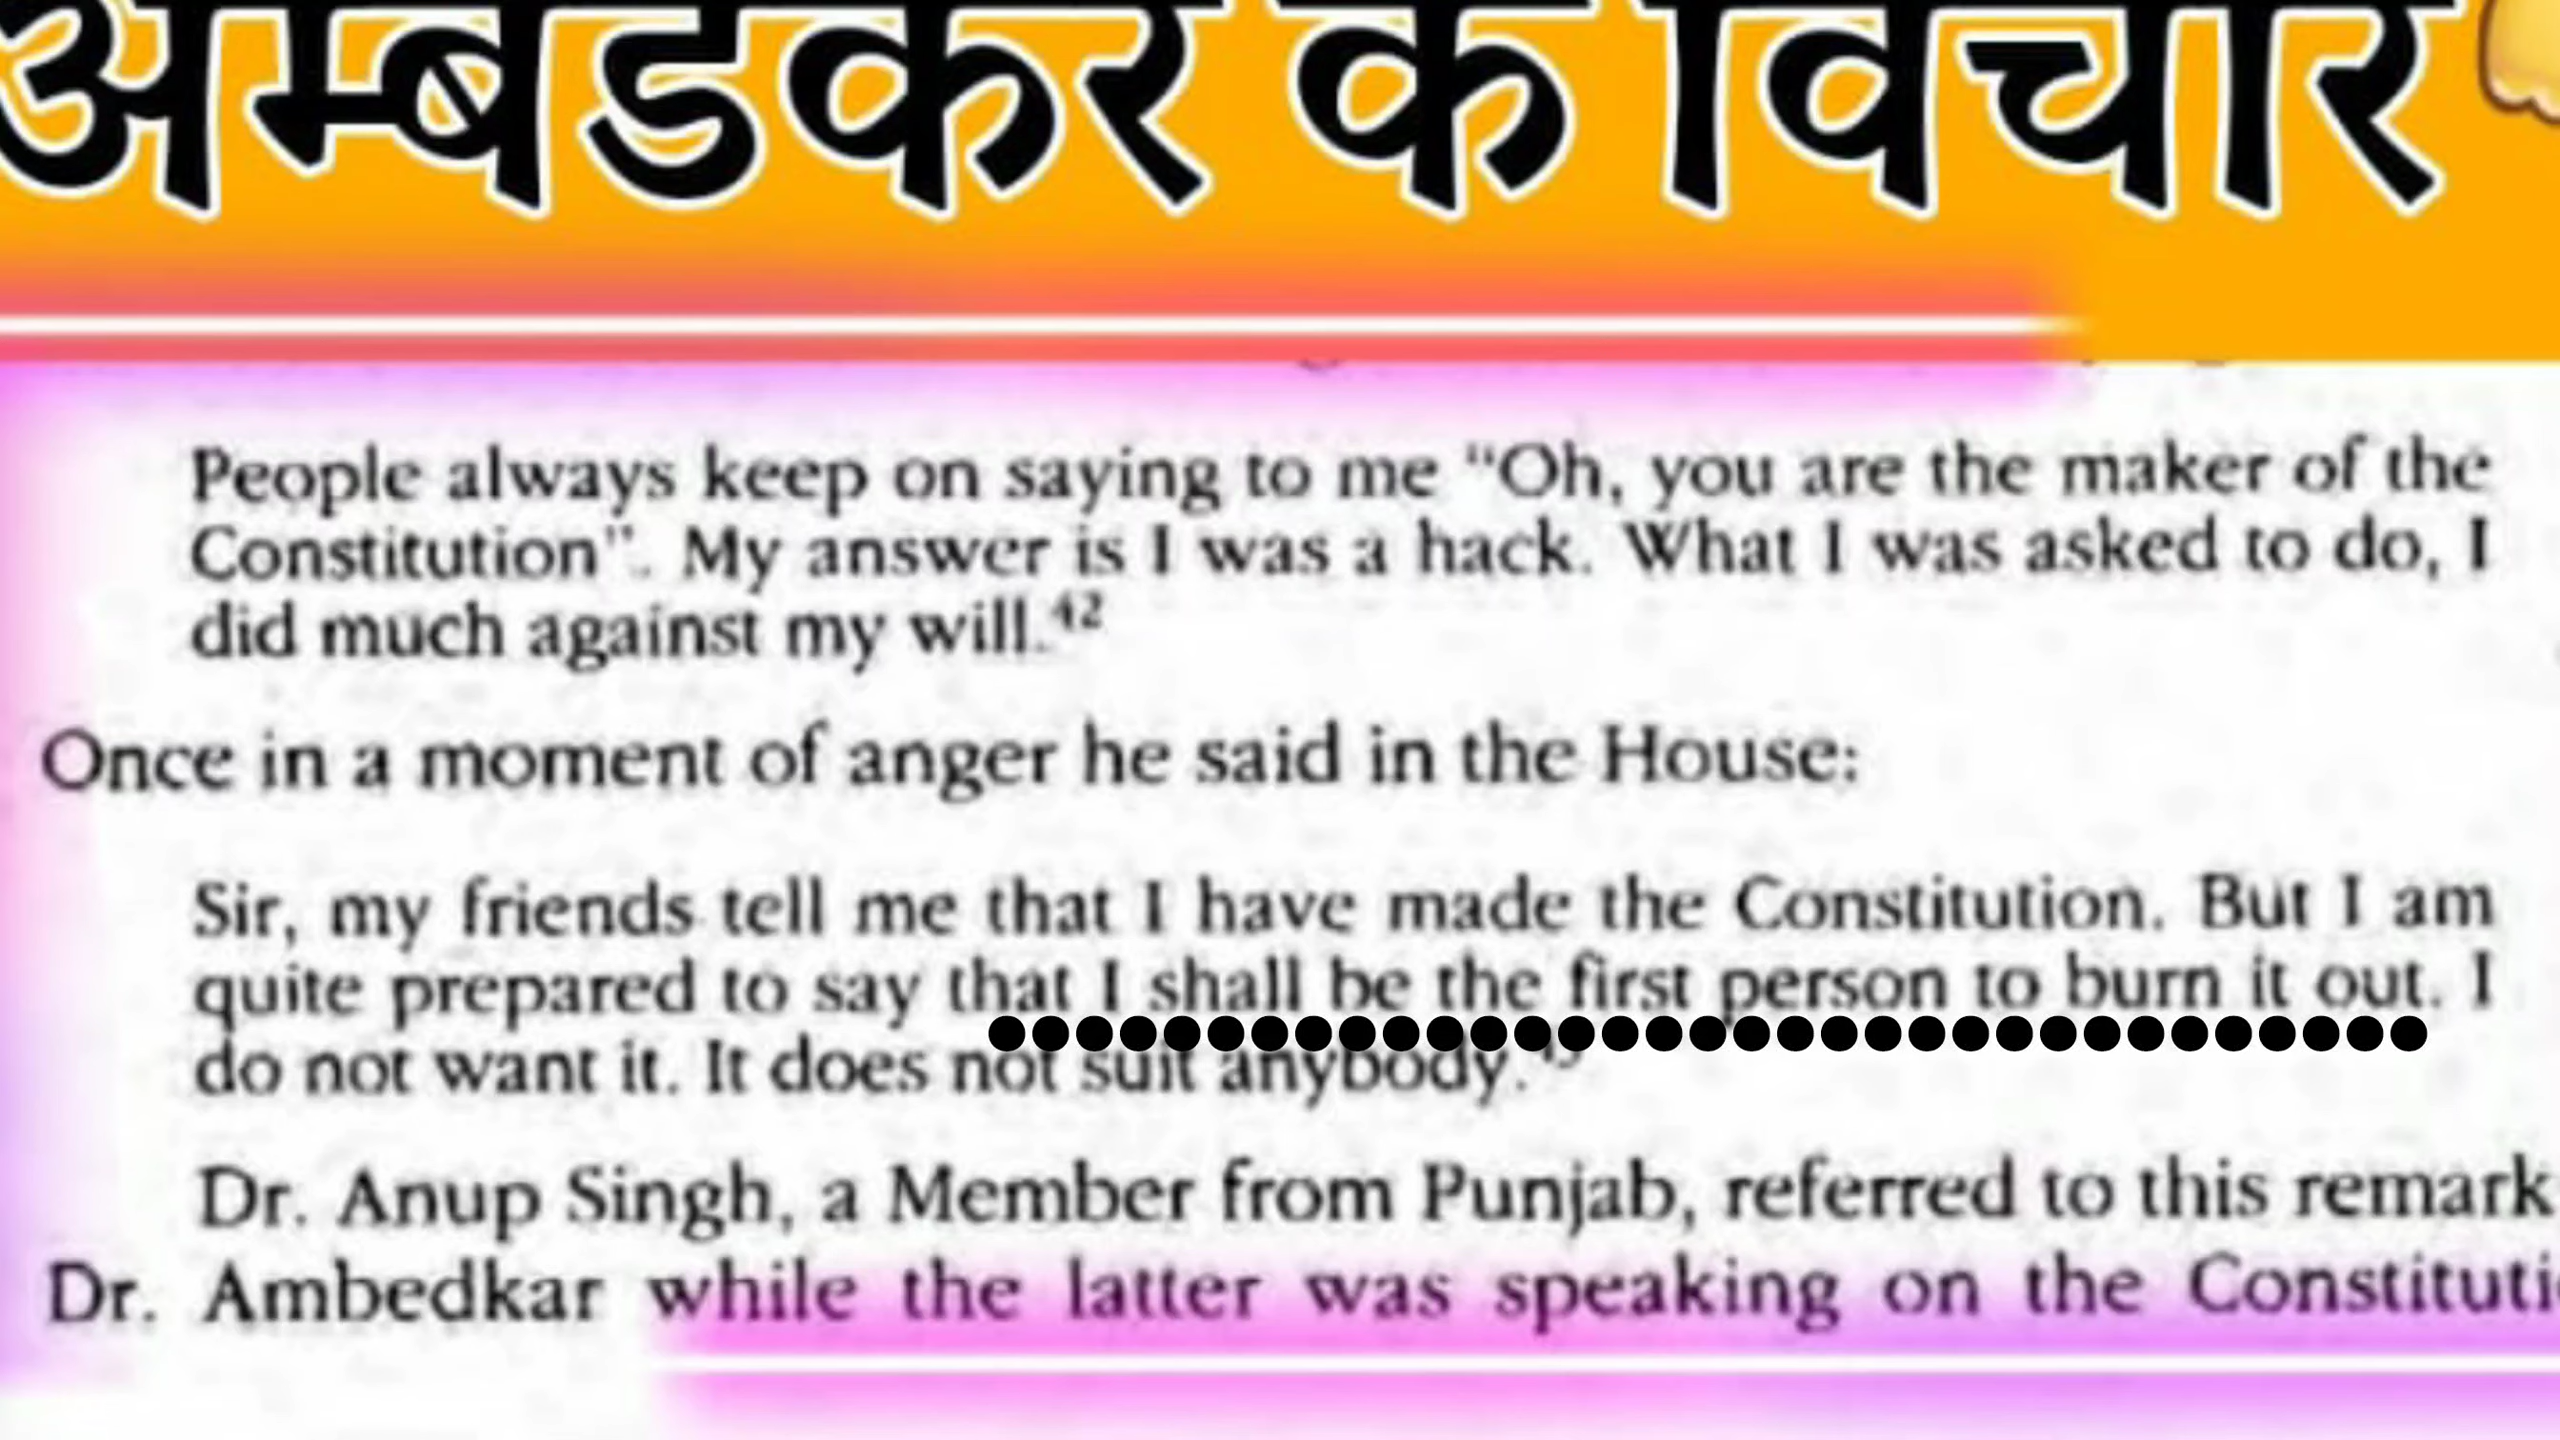 अम्बेडकर के विचार
People always keep on saying to me "Oh, you are the maker of the
Constitution". My answer is I was a hack. What I was asked to do, I
did much against my will.42
Once in a moment of anger he said in the House:
Sir, my friends tell me that I have made the Constitution. But I am
quite prepared to say that I shall be the first person to burn it out. I
do not want it. It does not suit anybody.
Dr. Anup Singh, a Member from Punjab, referred to this remark
Dr. Ambedkar while the latter was speaking on the